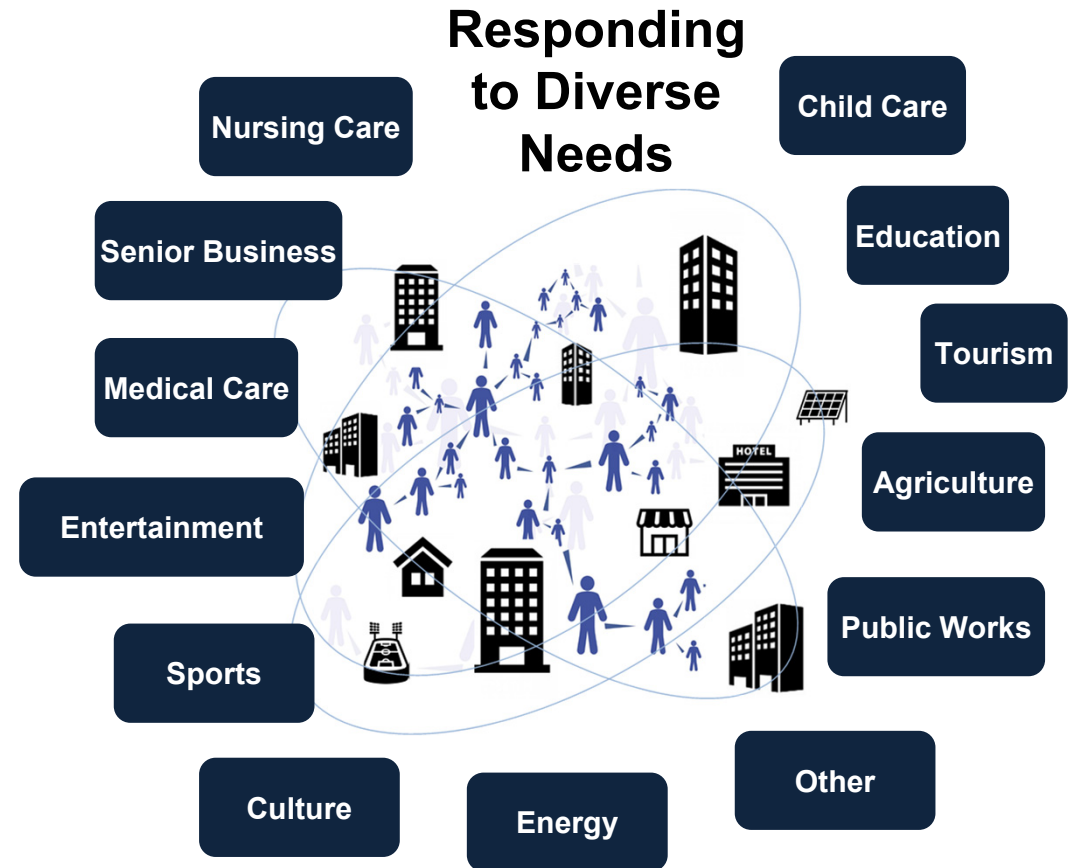 Responding
to Diverse
Needs
Nursing Care
Child Care
Senior Business
Education
Tourism
Medical Care
HOTEL
Agriculture
Entertainment
Public Works
Sports
Other
Culture
Energy